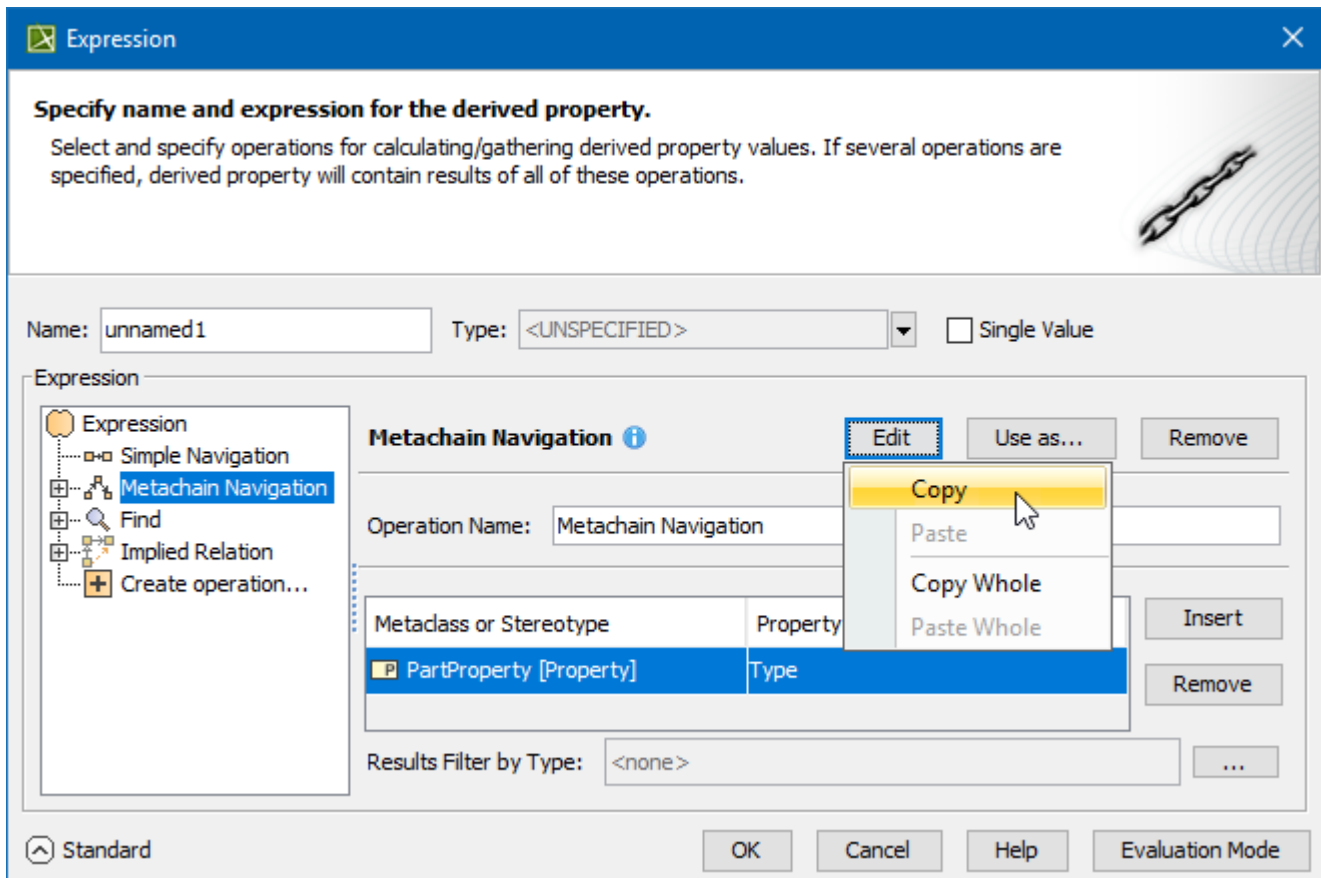 Expression
Specify name and expression for the derived property.
Select and specify operations for calculating/gathering derived property values. If several operations are
specified, derived property will contain results of all of these operations.
Name: unnamed1 Type: <UNSPECIFIED> Single Value
Expression
Expression
Simple Navigation
Metachain Navigation
Find
Implied Relation
Create operation...
Metachain Navigation Edit Use as... Remove
Copy
Paste
Copy Whole
Paste Whole
Operation Name: Metachain Navigation
Metaclass or Stereotype Property Insert
P PartProperty [Property] Type Remove
Results Filter by Type: <none> ...
Standard OK Cancel Help Evaluation Mode